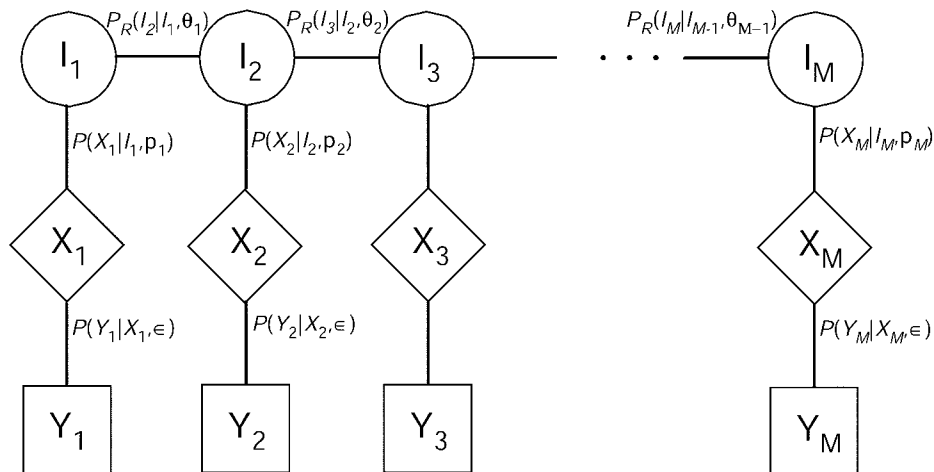 P_R(I_2|I_1,θ_1) P_R(I_3|I_2,θ_2) P_R(I_M|I_{M-1},θ_{M−1})
I_1 I_2 I_3 . . . . I_M
P(X_1|I_1,p_1) P(X_2|I_2,p_2) P(X_M|I_M,p_M)
X_1 X_2 X_3 X_M
P(Y_1|X_1,∈) P(Y_2|X_2,∈) P(Y_M|X_M,∈)
Y_1 Y_2 Y_3 Y_M